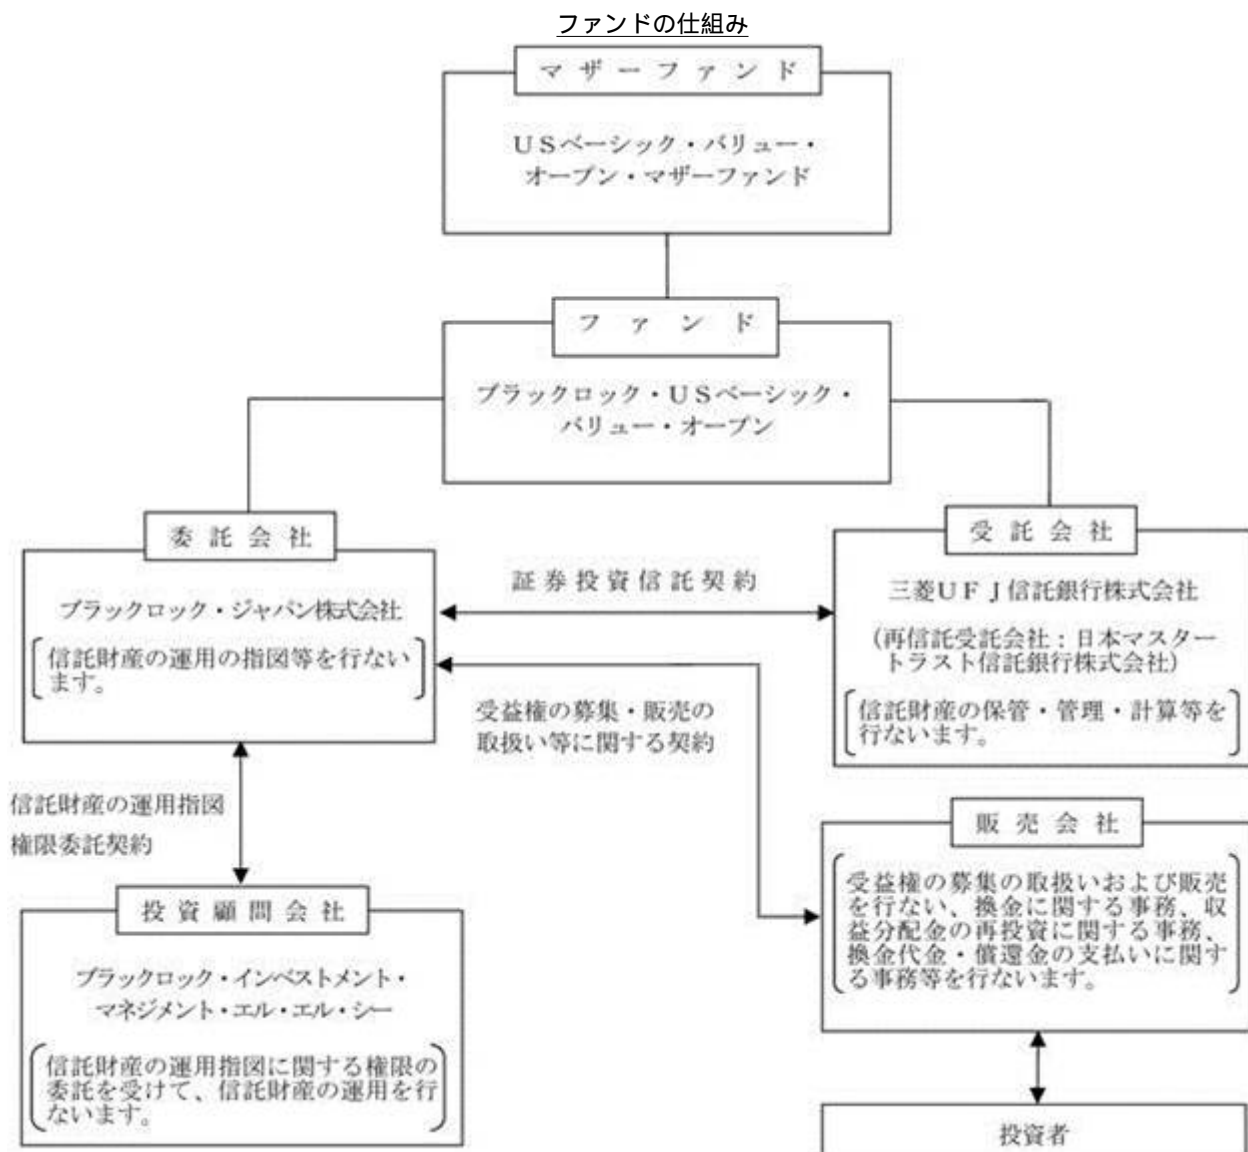 ファンドの仕組み
マザーファンド
USベーシック・バリュー・
オープン・マザーファンド
ファンド
ブラックロック・USベーシック・
バリュー・オープン
委託会社
ブラックロック・ジャパン株式会社
信託財産の運用の指図等を行ない
ます。
証券投資信託契約
受託会社
三菱UFJ信託銀行株式会社
(再信託受託会社:日本マスター
トラスト信託銀行株式会社)
信託財産の保管・管理・計算等を
行ないます。
受益権の募集・販売の
取扱い等に関する契約
信託財産の運用指図
権限委託契約
販売会社
受益権の募集の取扱いおよび販売
を行ない、換金に関する事務、収
益分配金の再投資に関する事務、
換金代金・償還金の支払いに関す
る事務等を行ないます。
投資顧問会社
ブラックロック・インベストメント・
マネジメント・エル・エル・シー
信託財産の運用指図に関する権限の
委託を受けて、信託財産の運用を行
ないます。
投資者